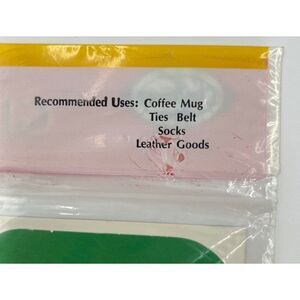 Recommended Uses: Coffee Mug
Ties Belt
Socks
Leather Goods